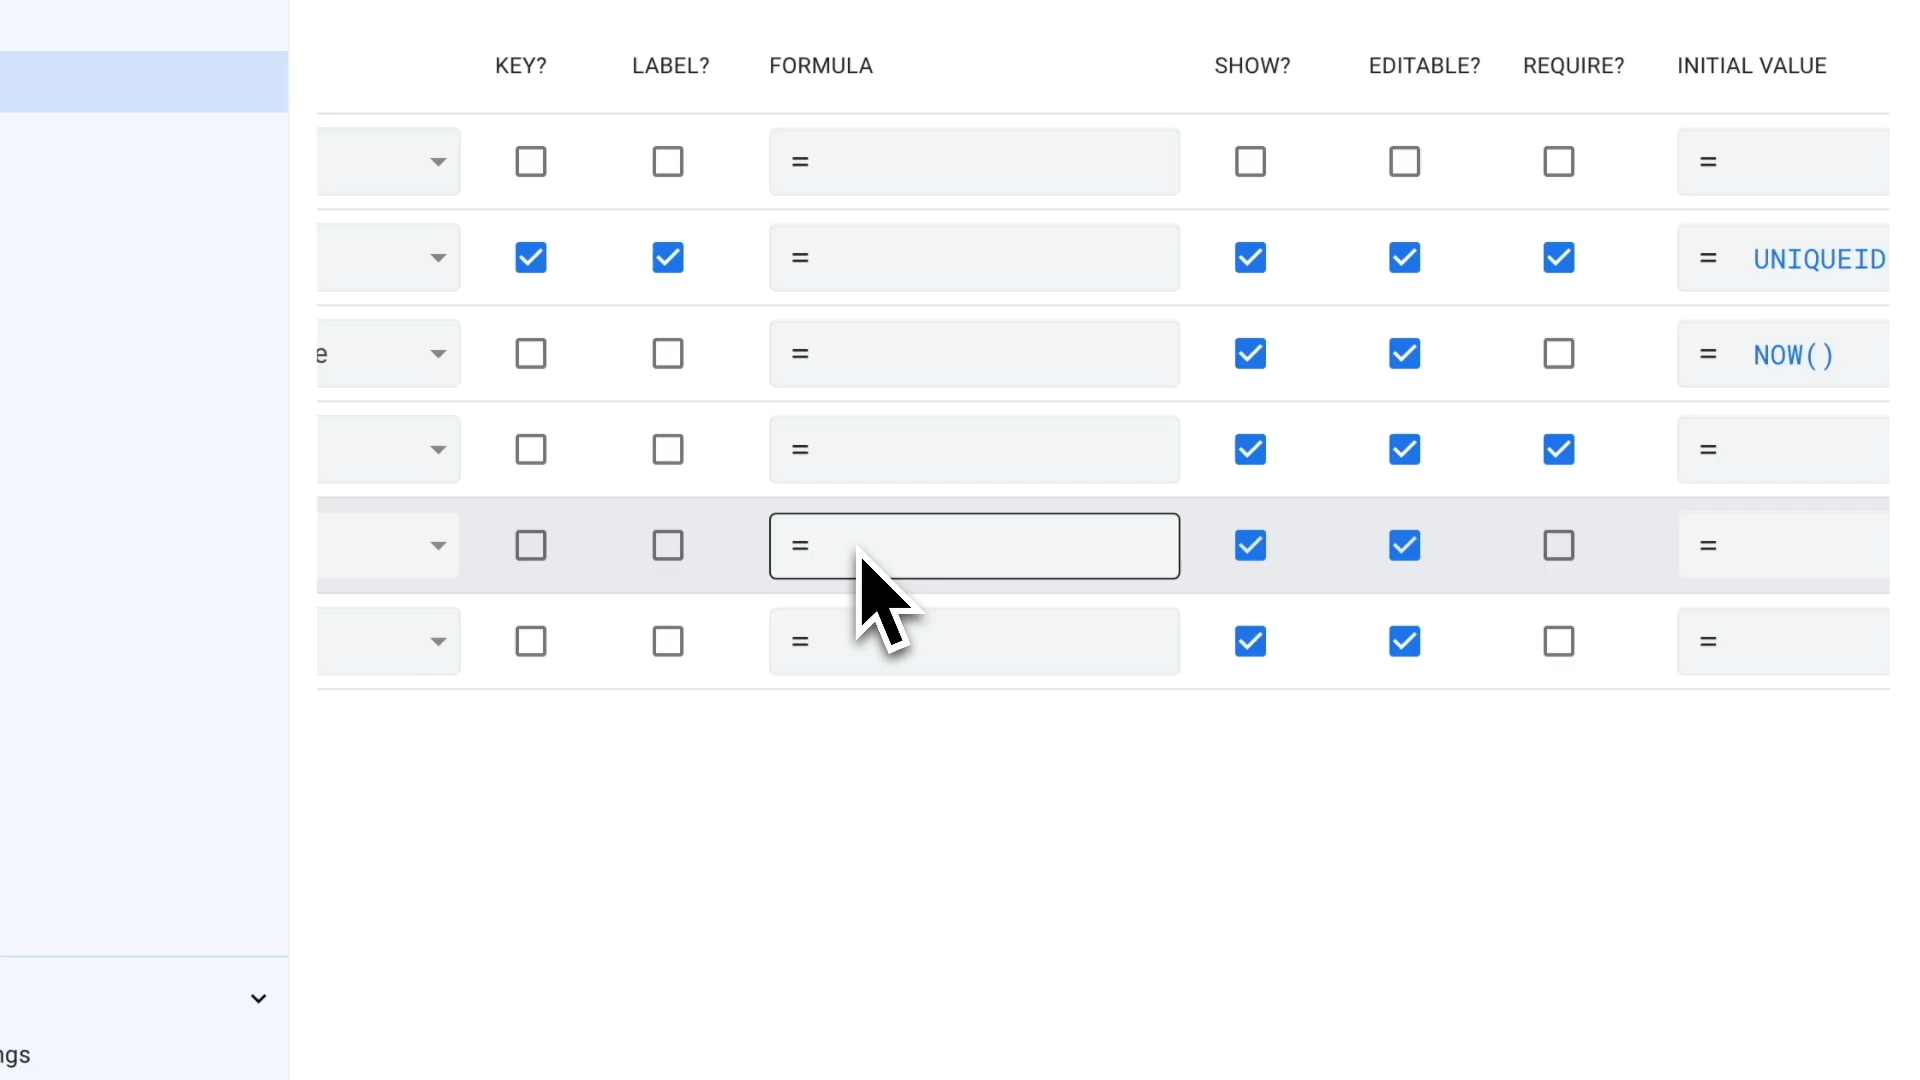 KEY? LABEL? FORMULA SHOW? EDITABLE? REQUIRE? INITIAL VALUE
= =
= = UNIQUEID
e = = NOW()
= =
= =
= =
ngs